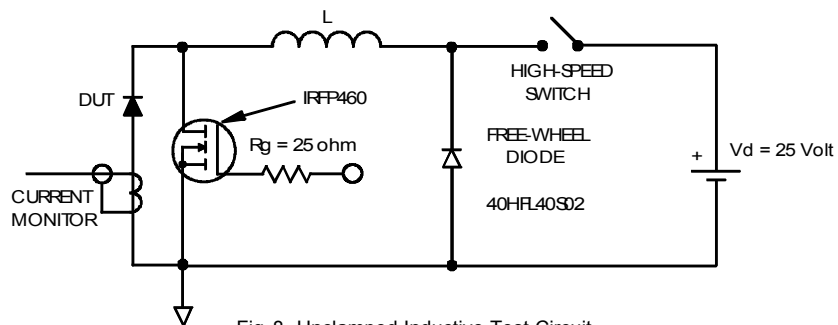 L
HIGH-SPEED
SWITCH
DUT
IRFP460
Rg = 25 ohm
FREE-WHEEL
DIODE
+
Vd = 25 Volt
CURRENT
MONITOR
40HFL40S02
Fig. 8 - Unclamped Inductive Test Circuit